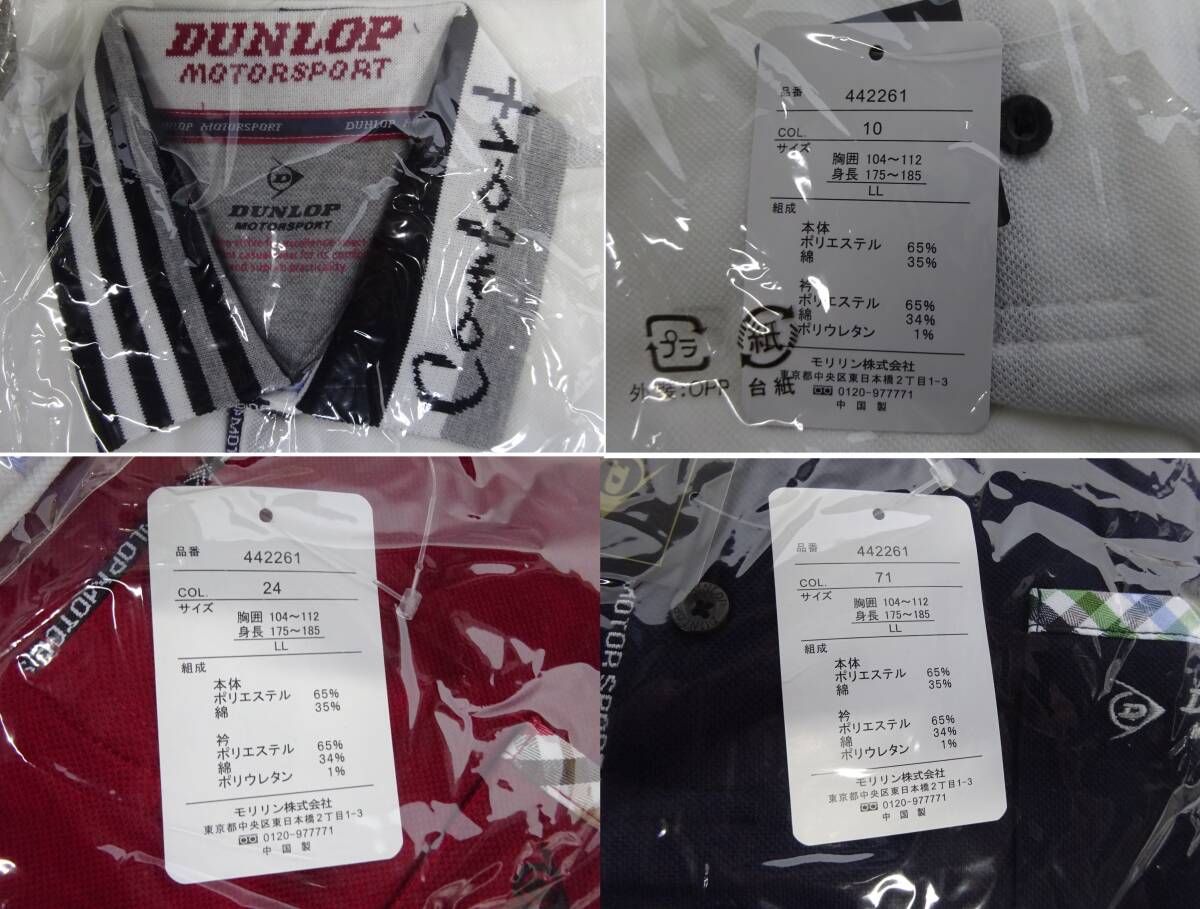 DUNLOP
MOTORSPORT
MOTORSPORT DUNLOP MOTORSPORT
Comfort
D
DUNLOP
MOTORSPORT
品番 442261
COL. 10
サイズ
胸囲 104〜112
身長 175〜185
LL
組成
本体
ポリエステル 65%
綿 35%
衿
ポリエステル 65%
綿 34%
ポリウレタン 1%
モリリン株式会社
東京都中央区東日本橋2丁目1-3
0120-977771
中国製
プラ
紙
外装:OPP 台紙
品番 442261
COL. 24
サイズ
胸囲 104〜112
身長 175〜185
LL
組成
本体
ポリエステル 65%
綿 35%
衿
ポリエステル 65%
綿 34%
ポリウレタン 1%
モリリン株式会社
東京都中央区東日本橋2丁目1-3
0120-977771
中国製
品番 442261
COL. 71
サイズ
胸囲 104〜112
身長 175〜185
LL
組成
本体
ポリエステル 65%
綿 35%
衿
ポリエステル 65%
綿 34%
ポリウレタン 1%
モリリン株式会社
東京都中央区東日本橋2丁目1-3
0120-977771
中国製
MOTOR
D